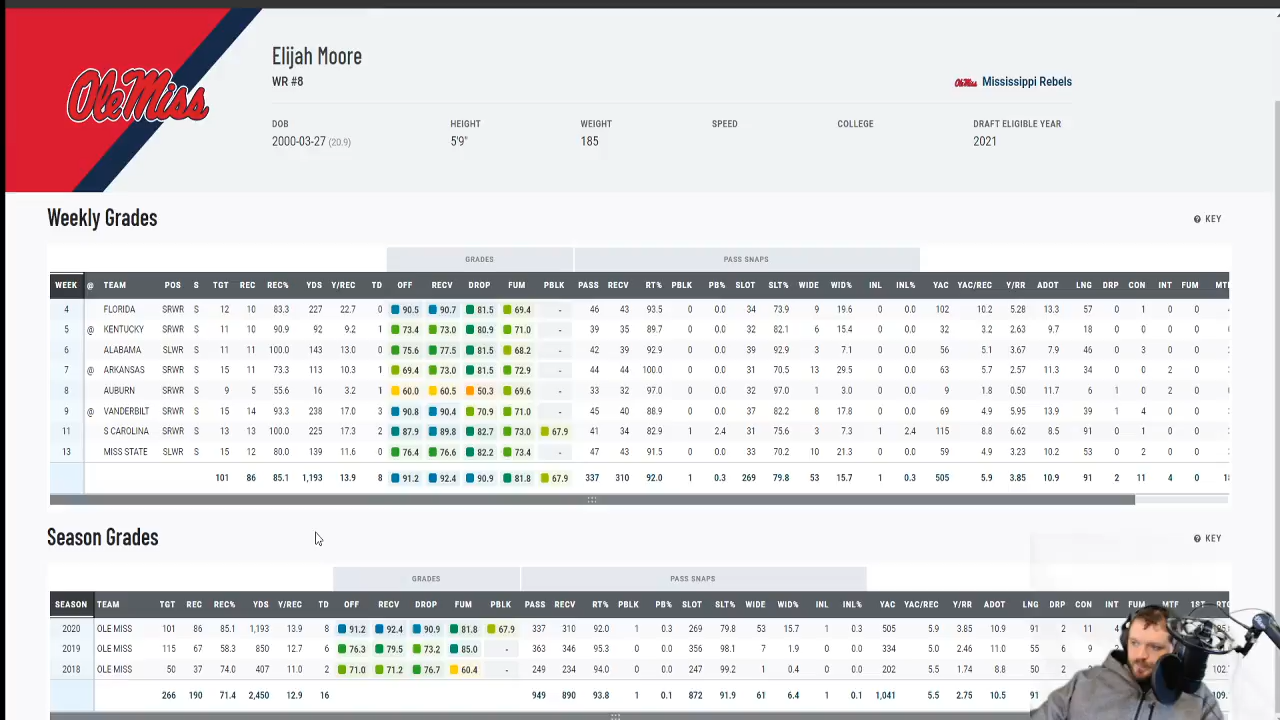 Ole Miss
Elijah Moore
WR #8
Ole Miss Mississippi Rebels
DOB HEIGHT WEIGHT SPEED COLLEGE DRAFT ELIGIBLE YEAR
2000-03-27 (20.9) 5'9" 185 2021
Weekly Grades
KEY
GRADES PASS SNAPS
WEEK @ TEAM POS S TGT REC REC% YDS Y/REC TD OFF RECV DROP FUM PBLK PASS RECV RT% PBLK PB% SLOT SLT% WIDE WID% INL INL% YAC YAC/REC Y/RR ADOT LNG DRP CON INT FUM
4 FLORIDA SRWR S 12 10 83.3 227 22.7 0 90.5 90.7 81.5 69.4 - 46 43 93.5 0 0.0 34 73.9 9 19.6 0 0.0 102 10.2 5.28 13.3 57 0 1 0 0
5 @ KENTUCKY SRWR S 11 10 90.9 92 9.2 1 73.4 73.0 80.9 71.0 - 39 35 89.7 0 0.0 32 82.1 6 15.4 0 0.0 32 3.2 2.63 9.7 18 0 0 0 0
6 ALABAMA SLWR S 11 11 100.0 143 13.0 0 75.6 77.5 81.5 68.2 - 42 39 92.9 0 0.0 39 92.9 3 7.1 0 0.0 56 5.1 3.67 7.9 46 0 3 0 0
7 @ ARKANSAS SRWR S 15 11 73.3 113 10.3 1 69.4 73.0 81.5 72.9 - 44 44 100.0 0 0.0 31 70.5 13 29.5 0 0.0 63 5.7 2.57 11.3 34 0 0 2 0
8 AUBURN SRWR S 9 5 55.6 16 3.2 1 60.0 60.5 50.3 69.6 - 33 32 97.0 0 0.0 32 97.0 1 3.0 0 0.0 9 1.8 0.50 11.7 6 1 0 2 0
9 @ VANDERBILT SRWR S 15 14 93.3 238 17.0 3 90.8 90.4 70.9 71.0 - 45 40 88.9 0 0.0 37 82.2 8 17.8 0 0.0 69 4.9 5.95 13.9 39 1 4 0 0
11 S CAROLINA SRWR S 13 13 100.0 225 17.3 2 87.9 89.8 82.7 73.0 67.9 41 34 82.9 1 2.4 31 75.6 3 7.3 1 2.4 115 8.8 6.62 8.5 91 0 1 0 0
13 MISS STATE SLWR S 15 12 80.0 139 11.6 0 76.4 76.6 82.2 73.4 - 47 43 91.5 0 0.0 33 70.2 10 21.3 0 0.0 59 4.9 3.23 10.2 53 0 2 0 0
101 86 85.1 1,193 13.9 8 91.2 92.4 90.9 81.8 67.9 337 310 92.0 1 0.3 269 79.8 53 15.7 1 0.3 505 5.9 3.85 10.9 91 2 11 4 0
Season Grades
KEY
GRADES PASS SNAPS
SEASON TEAM TGT REC REC% YDS Y/REC TD OFF RECV DROP FUM PBLK PASS RECV RT% PBLK PB% SLOT SLT% WIDE WID% INL INL% YAC YAC/REC Y/RR ADOT LNG DRP CON INT FUM MTF 1ST
2020 OLE MISS 101 86 85.1 1,193 13.9 8 91.2 92.4 90.9 81.8 67.9 337 310 92.0 1 0.3 269 79.8 53 15.7 1 0.3 505 5.9 3.85 10.9 91 2 11
2019 OLE MISS 115 67 58.3 850 12.7 6 76.3 79.5 73.2 85.0 - 363 346 95.3 0 0.0 356 98.1 7 1.9 0 0.0 334 5.0 2.46 11.0 55
2018 OLE MISS 50 37 74.0 407 11.0 2 71.0 71.2 76.7 60.4 - 249 234 94.0 0 0.0 247 99.2 1 0.4 0 0.0 202 5.5 1.74 8.8 45
266 190 71.4 2,450 12.9 16 949 890 93.8 1 0.1 872 91.9 61 6.4 1 0.1 1,041 5.5 2.75 10.5 91